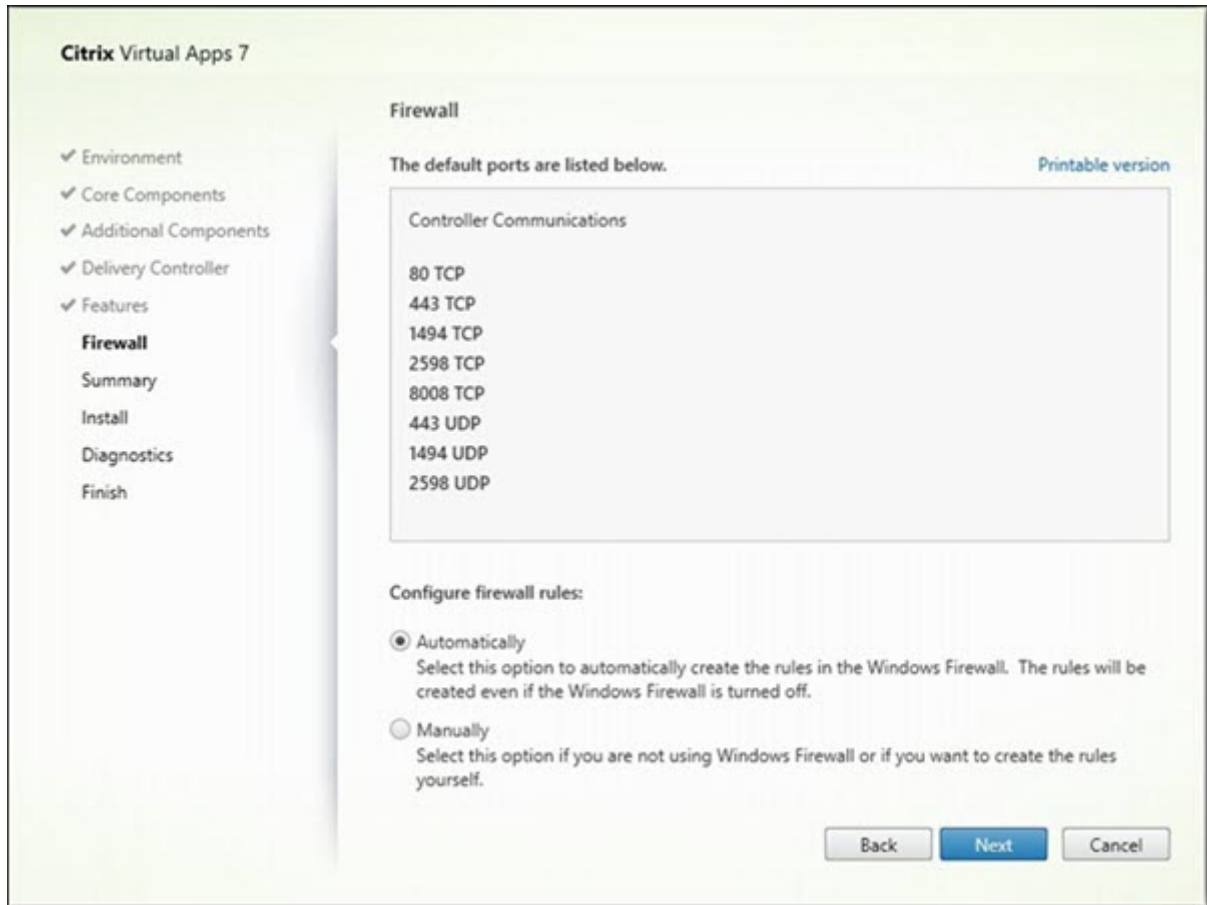 Citrix Virtual Apps 7
Environment
Core Components
Additional Components
Delivery Controller
Features
Firewall
Summary
Install
Diagnostics
Finish
Firewall
The default ports are listed below.
Printable version
Controller Communications
80 TCP
443 TCP
1494 TCP
2598 TCP
8008 TCP
443 UDP
1494 UDP
2598 UDP
Configure firewall rules:
Automatically
Select this option to automatically create the rules in the Windows Firewall. The rules will be
created even if the Windows Firewall is turned off.
Manually
Select this option if you are not using Windows Firewall or if you want to create the rules
yourself.
Back
Next
Cancel